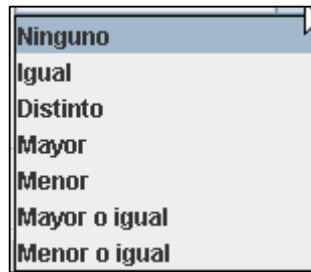 Ninguno
Igual
Distinto
Mayor
Menor
Mayor o igual
Menor o igual